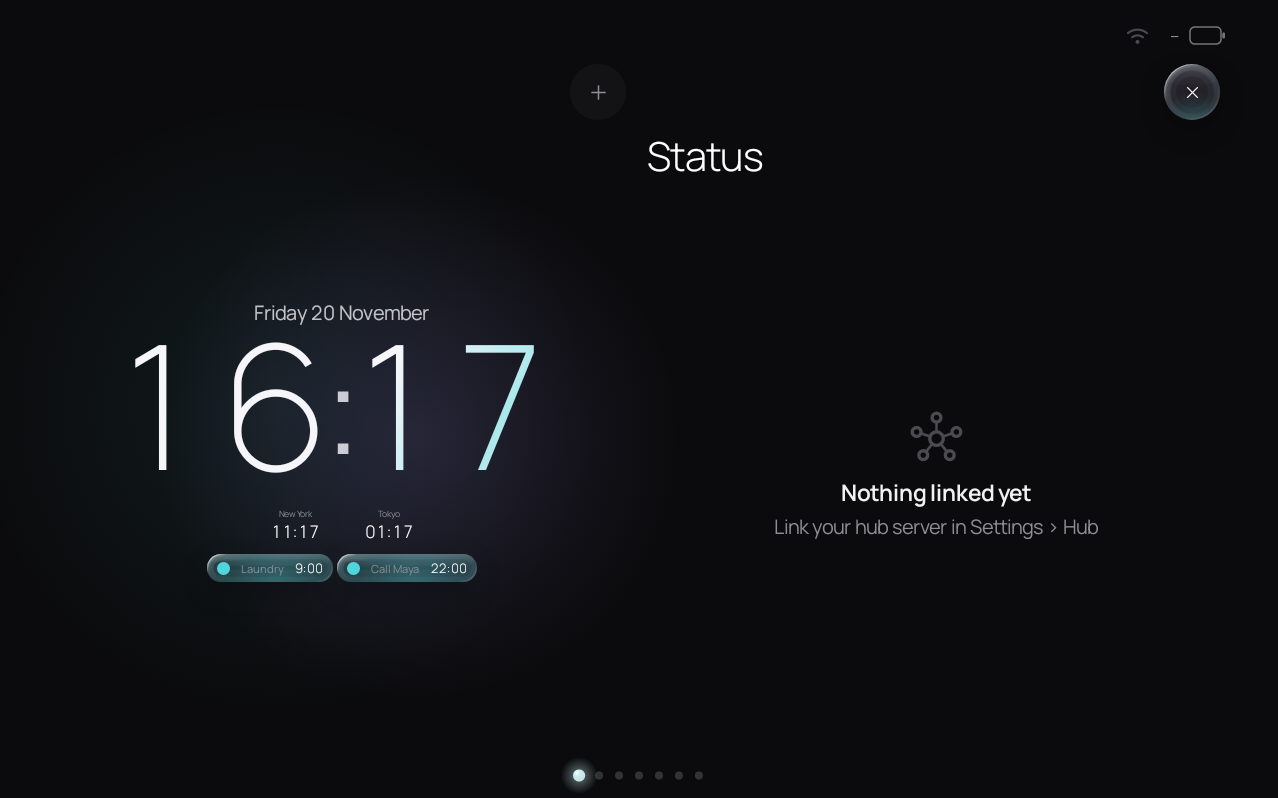 –
Status
Friday 20 November
16:17
New York
11:17
Tokyo
01:17
Laundry 9:00
Call Maya 22:00
Nothing linked yet
Link your hub server in Settings › Hub